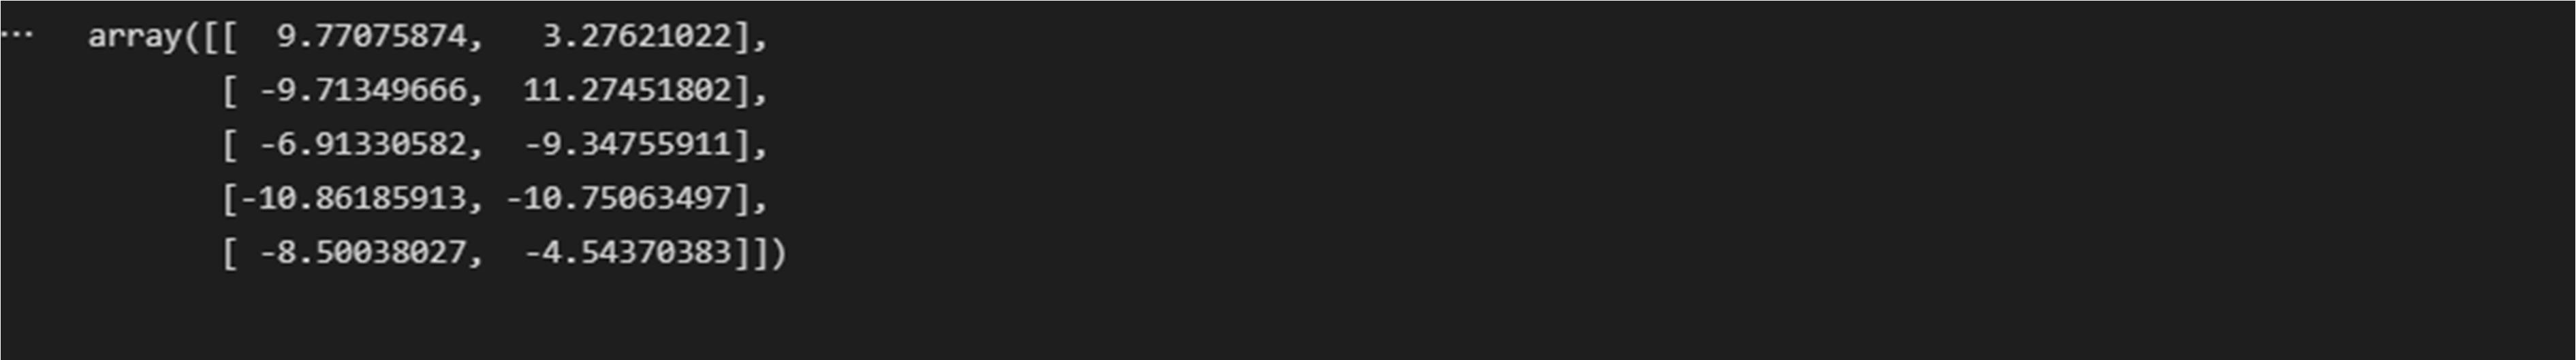 ... array([[  9.77075874,   3.27621022],
       [ -9.71349666,  11.27451802],
       [ -6.91330582,  -9.34755911],
       [-10.86185913, -10.75063497],
       [ -8.50038027,  -4.54370383]])